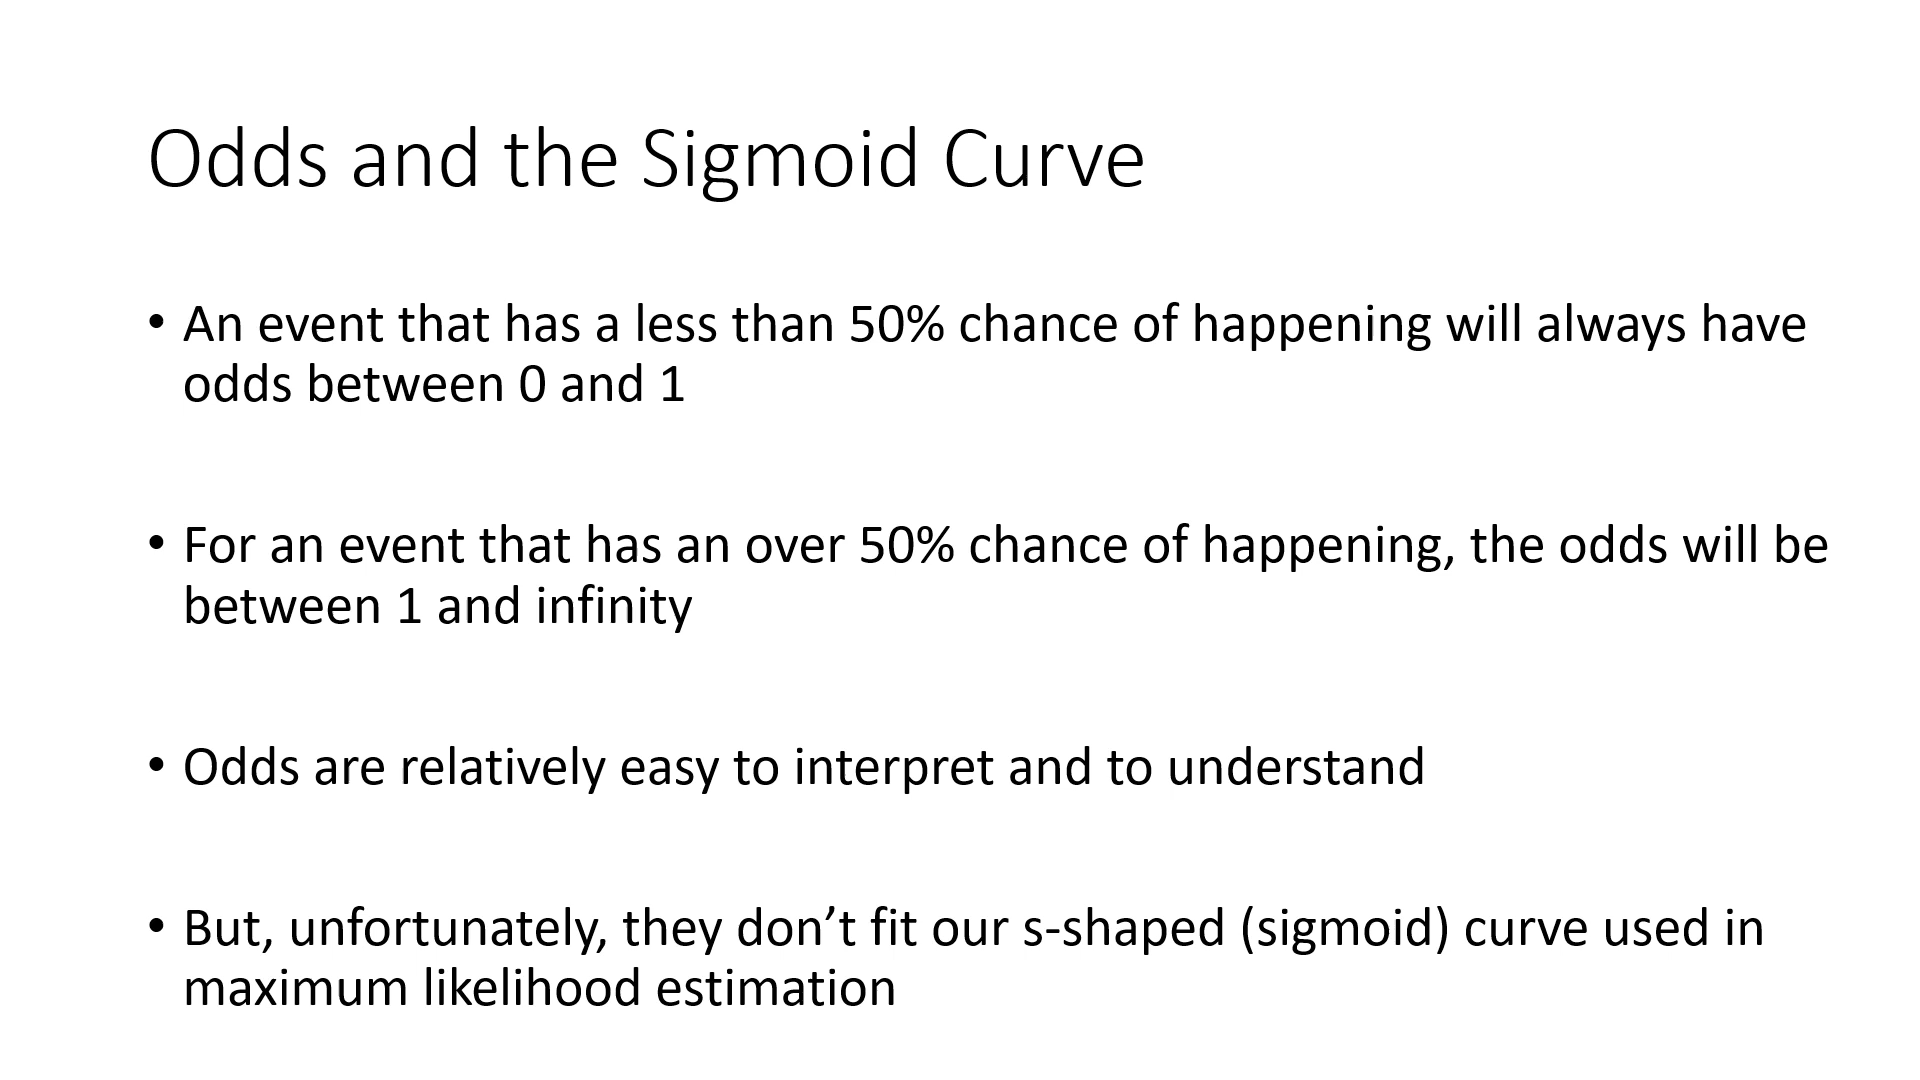 Odds and the Sigmoid Curve
• An event that has a less than 50% chance of happening will always have
odds between 0 and 1
• For an event that has an over 50% chance of happening, the odds will be
between 1 and infinity
• Odds are relatively easy to interpret and to understand
• But, unfortunately, they don’t fit our s-shaped (sigmoid) curve used in
maximum likelihood estimation